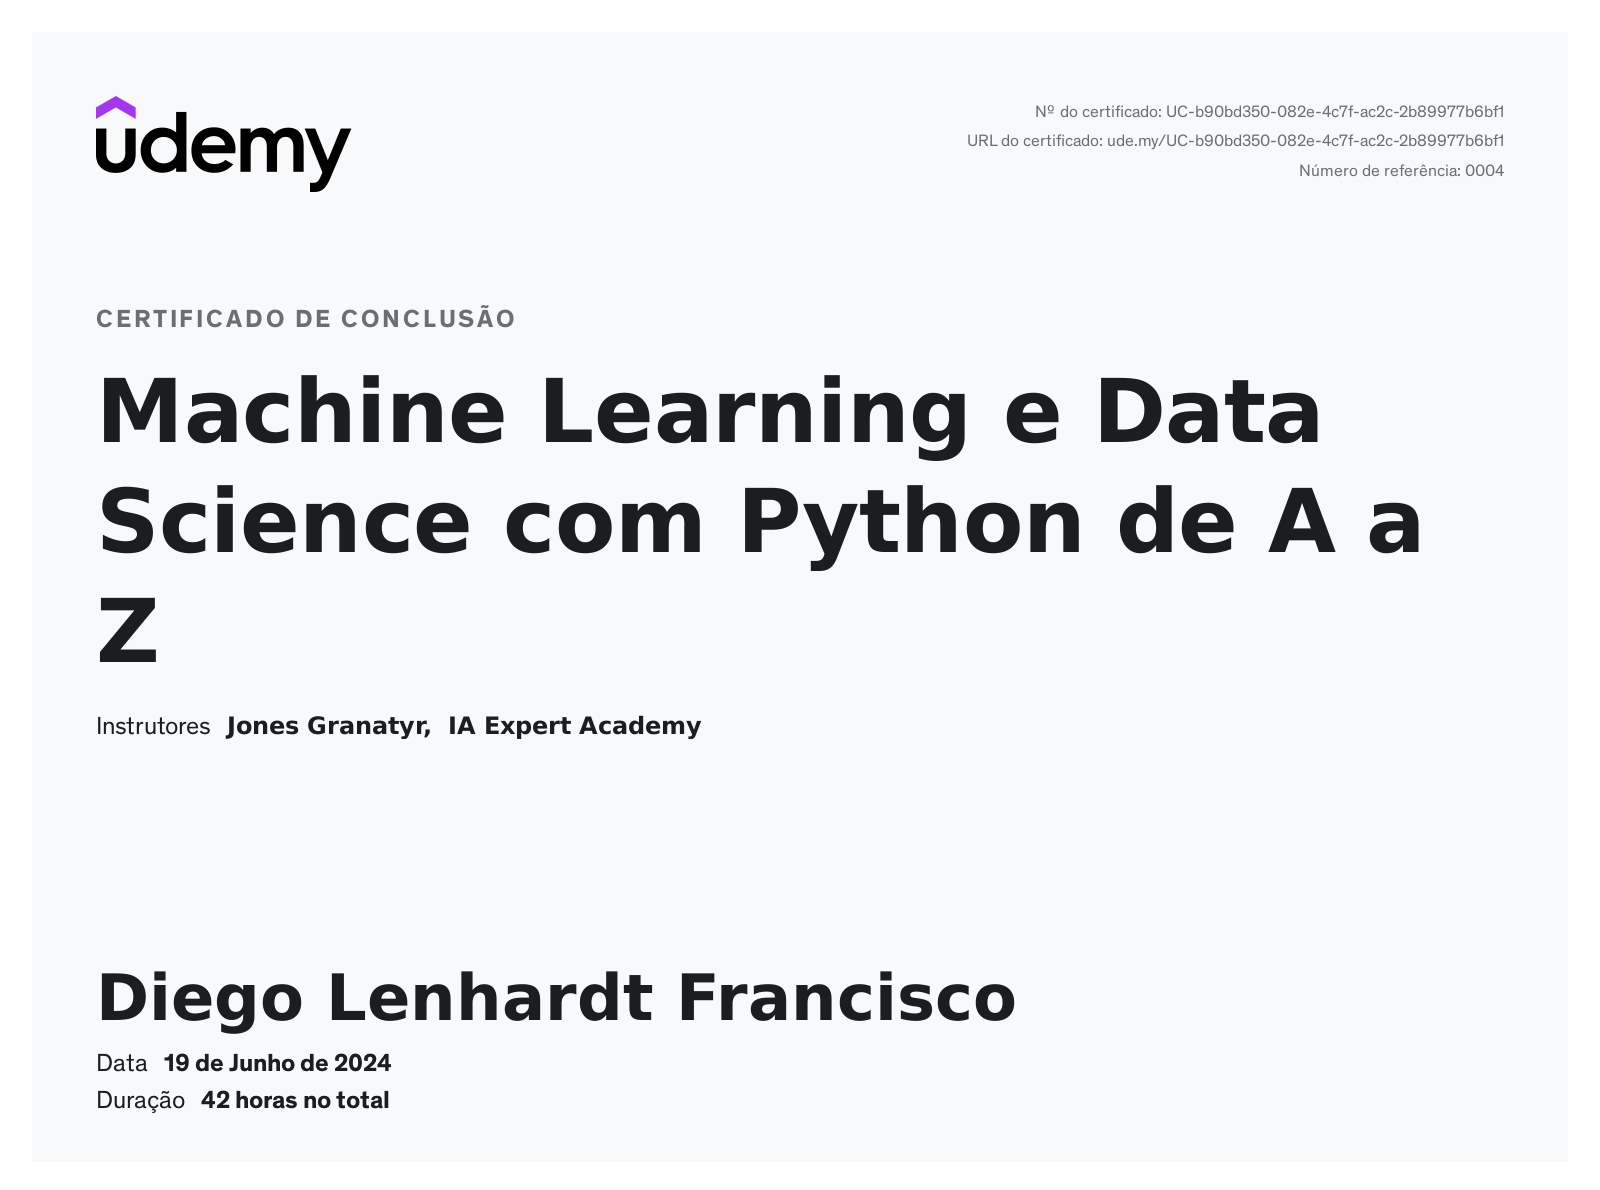 udemy
Nº do certificado: UC-b90bd350-082e-4c7f-ac2c-2b89977b6bf1
URL do certificado: ude.my/UC-b90bd350-082e-4c7f-ac2c-2b89977b6bf1
Número de referência: 0004
CERTIFICADO DE CONCLUSÃO
Machine Learning e Data
Science com Python de A a
Z
Instrutores Jones Granatyr, IA Expert Academy
Diego Lenhardt Francisco
Data 19 de Junho de 2024
Duração 42 horas no total